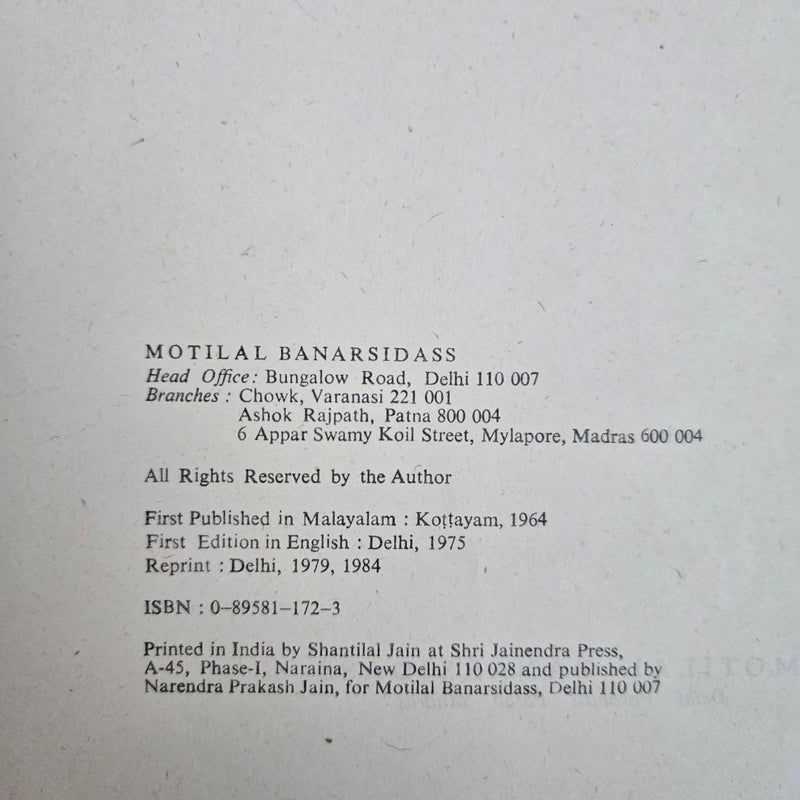 MOTILAL BANARSIDASS
Head Office: Bungalow Road, Delhi 110 007
Branches : Chowk, Varanasi 221 001
Ashok Rajpath, Patna 800 004
6 Appar Swamy Koil Street, Mylapore, Madras 600 004
All Rights Reserved by the Author
First Published in Malayalam : Koṭṭayam, 1964
First Edition in English : Delhi, 1975
Reprint : Delhi, 1979, 1984
ISBN : 0–89581–172–3
Printed in India by Shantilal Jain at Shri Jainendra Press,
A-45, Phase-I, Naraina, New Delhi 110 028 and published by
Narendra Prakash Jain, for Motilal Banarsidass, Delhi 110 007